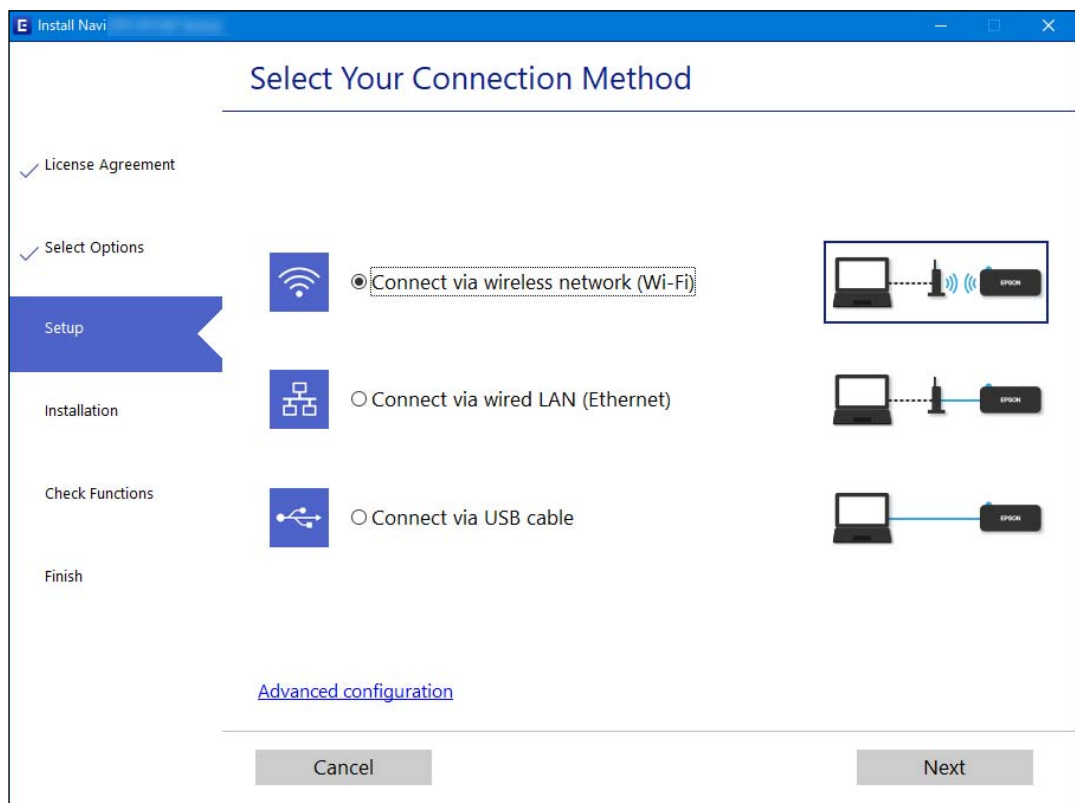 Install Navi
Select Your Connection Method
License Agreement
Select Options
Setup
Installation
Check Functions
Finish
Connect via wireless network (Wi-Fi)
EPSON
Connect via wired LAN (Ethernet)
EPSON
Connect via USB cable
EPSON
Advanced configuration
Cancel
Next